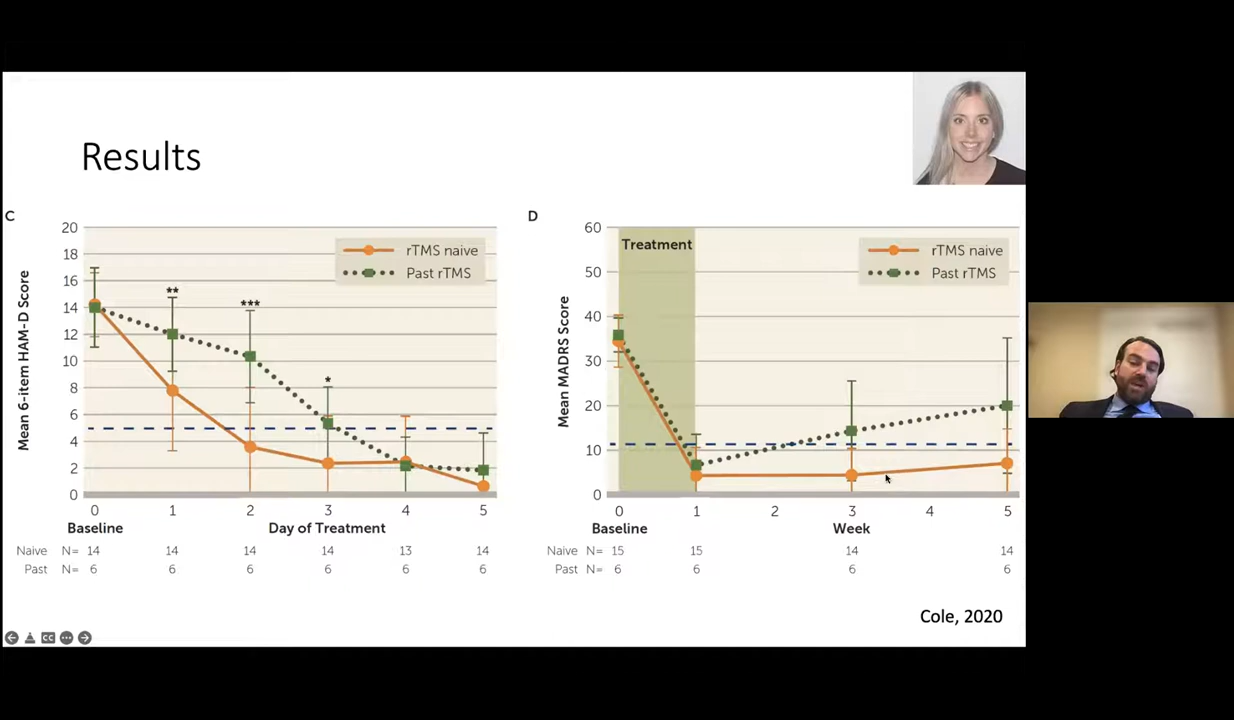 Results
C
20
18
16
14
12
10
8
6
4
2
0
Mean 6-item HAM-D Score
rTMS naive
Past rTMS
**
***
*
0 1 2 3 4 5
Baseline Day of Treatment
Naive N= 14 14 14 14 13 14
Past N= 6 6 6 6 6 6
D
60
50
40
30
20
10
0
Mean MADRS Score
Treatment
rTMS naive
Past rTMS
0 1 2 3 4 5
Baseline Week
Naive N= 15 15 14 14
Past N= 6 6 6 6
Cole, 2020
CC